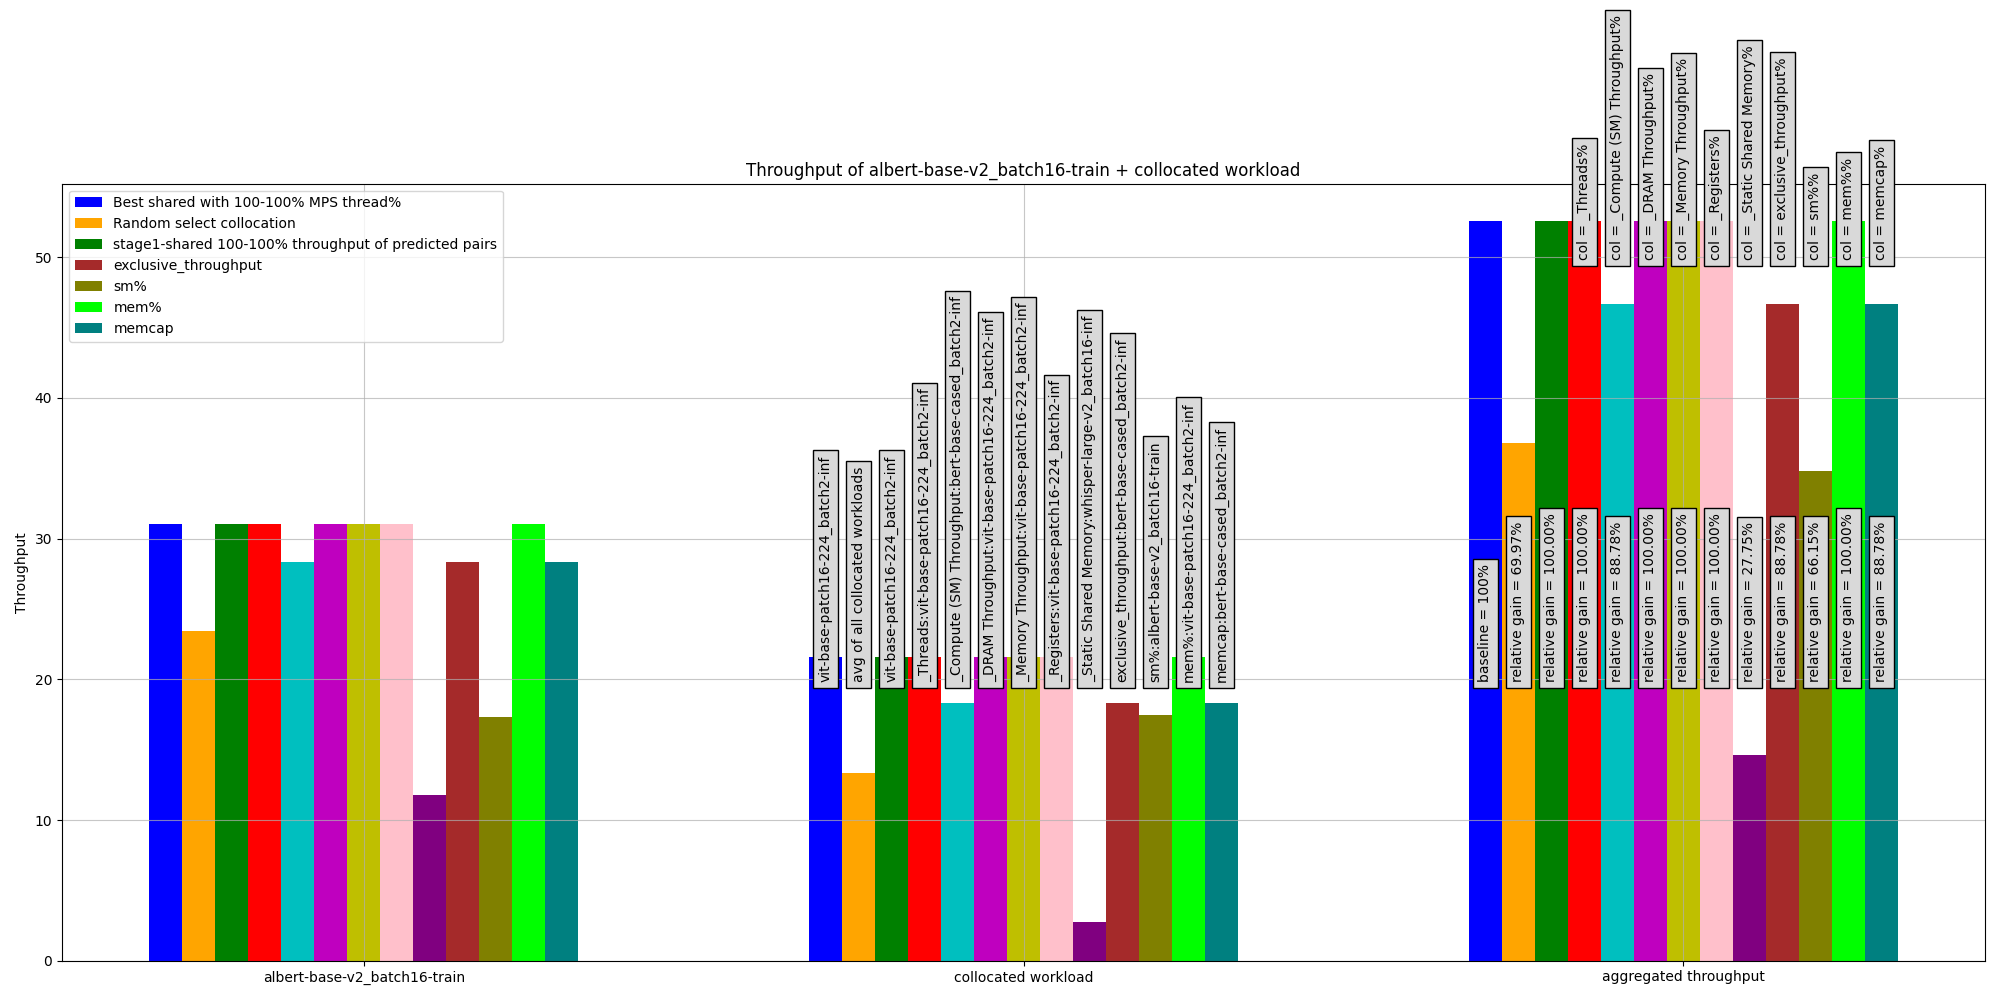 Throughput of albert-base-v2_batch16-train + collocated workload
Best shared with 100-100% MPS thread%
Random select collocation
stage1-shared 100-100% throughput of predicted pairs
exclusive_throughput
sm%
mem%
memcap
Throughput
50
40
30
20
10
0
vit-base-patch16-224_batch2-inf
avg of all collocated workloads
vit-base-patch16-224_batch2-inf
_Threads:vit-base-patch16-224_batch2-inf
_Compute (SM) Throughput:bert-base-cased_batch2-inf
_DRAM Throughput:vit-base-patch16-224_batch2-inf
_Memory Throughput:vit-base-patch16-224_batch2-inf
_Registers:vit-base-patch16-224_batch2-inf
_Static Shared Memory:whisper-large-v2_batch16-inf
exclusive_throughput:bert-base-cased_batch2-inf
sm%:albert-base-v2_batch16-train
mem%:vit-base-patch16-224_batch2-inf
memcap:bert-base-cased_batch2-inf
col = _Threads%
col = _Compute (SM) Throughput%
col = _DRAM Throughput%
col = _Memory Throughput%
col = _Registers%
col = _Static Shared Memory%
col = exclusive_throughput%
col = sm%%
col = mem%%
col = memcap%
baseline = 100%
relative gain = 69.97%
relative gain = 100.00%
relative gain = 100.00%
relative gain = 88.78%
relative gain = 100.00%
relative gain = 100.00%
relative gain = 100.00%
relative gain = 27.75%
relative gain = 88.78%
relative gain = 66.15%
relative gain = 100.00%
relative gain = 88.78%
albert-base-v2_batch16-train
collocated workload
aggregated throughput